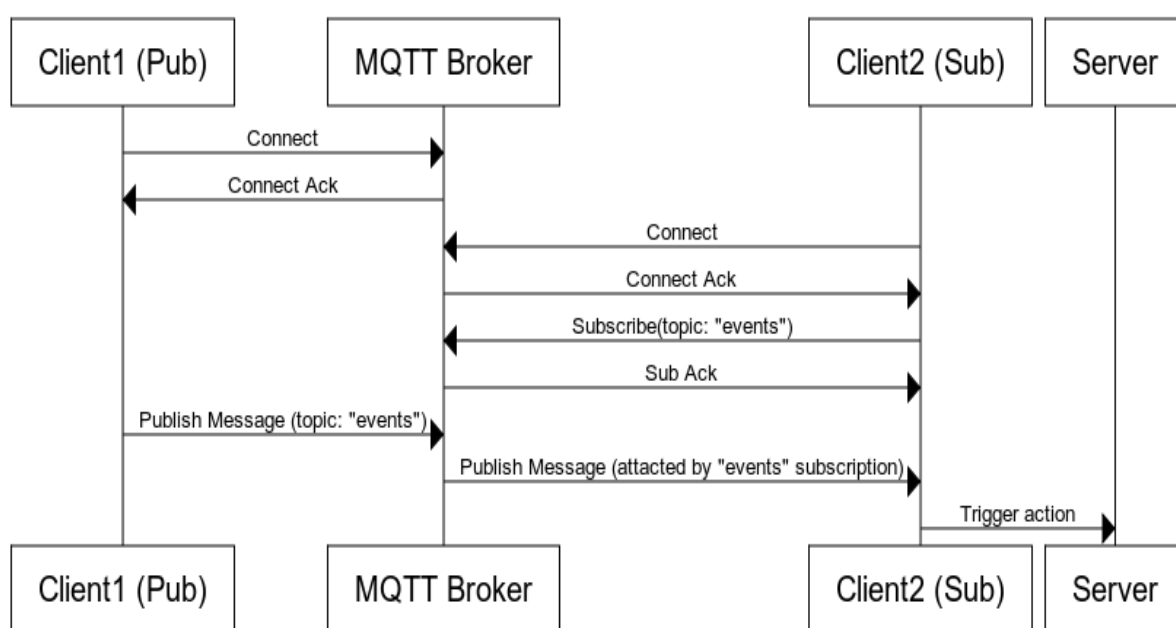 Client1 (Pub)
MQTT Broker
Client2 (Sub)
Server
Connect
Connect Ack
Connect
Connect Ack
Subscribe(topic: "events")
Sub Ack
Publish Message (topic: "events")
Publish Message (attacted by "events" subscription)
Trigger action
Client1 (Pub)
MQTT Broker
Client2 (Sub)
Server